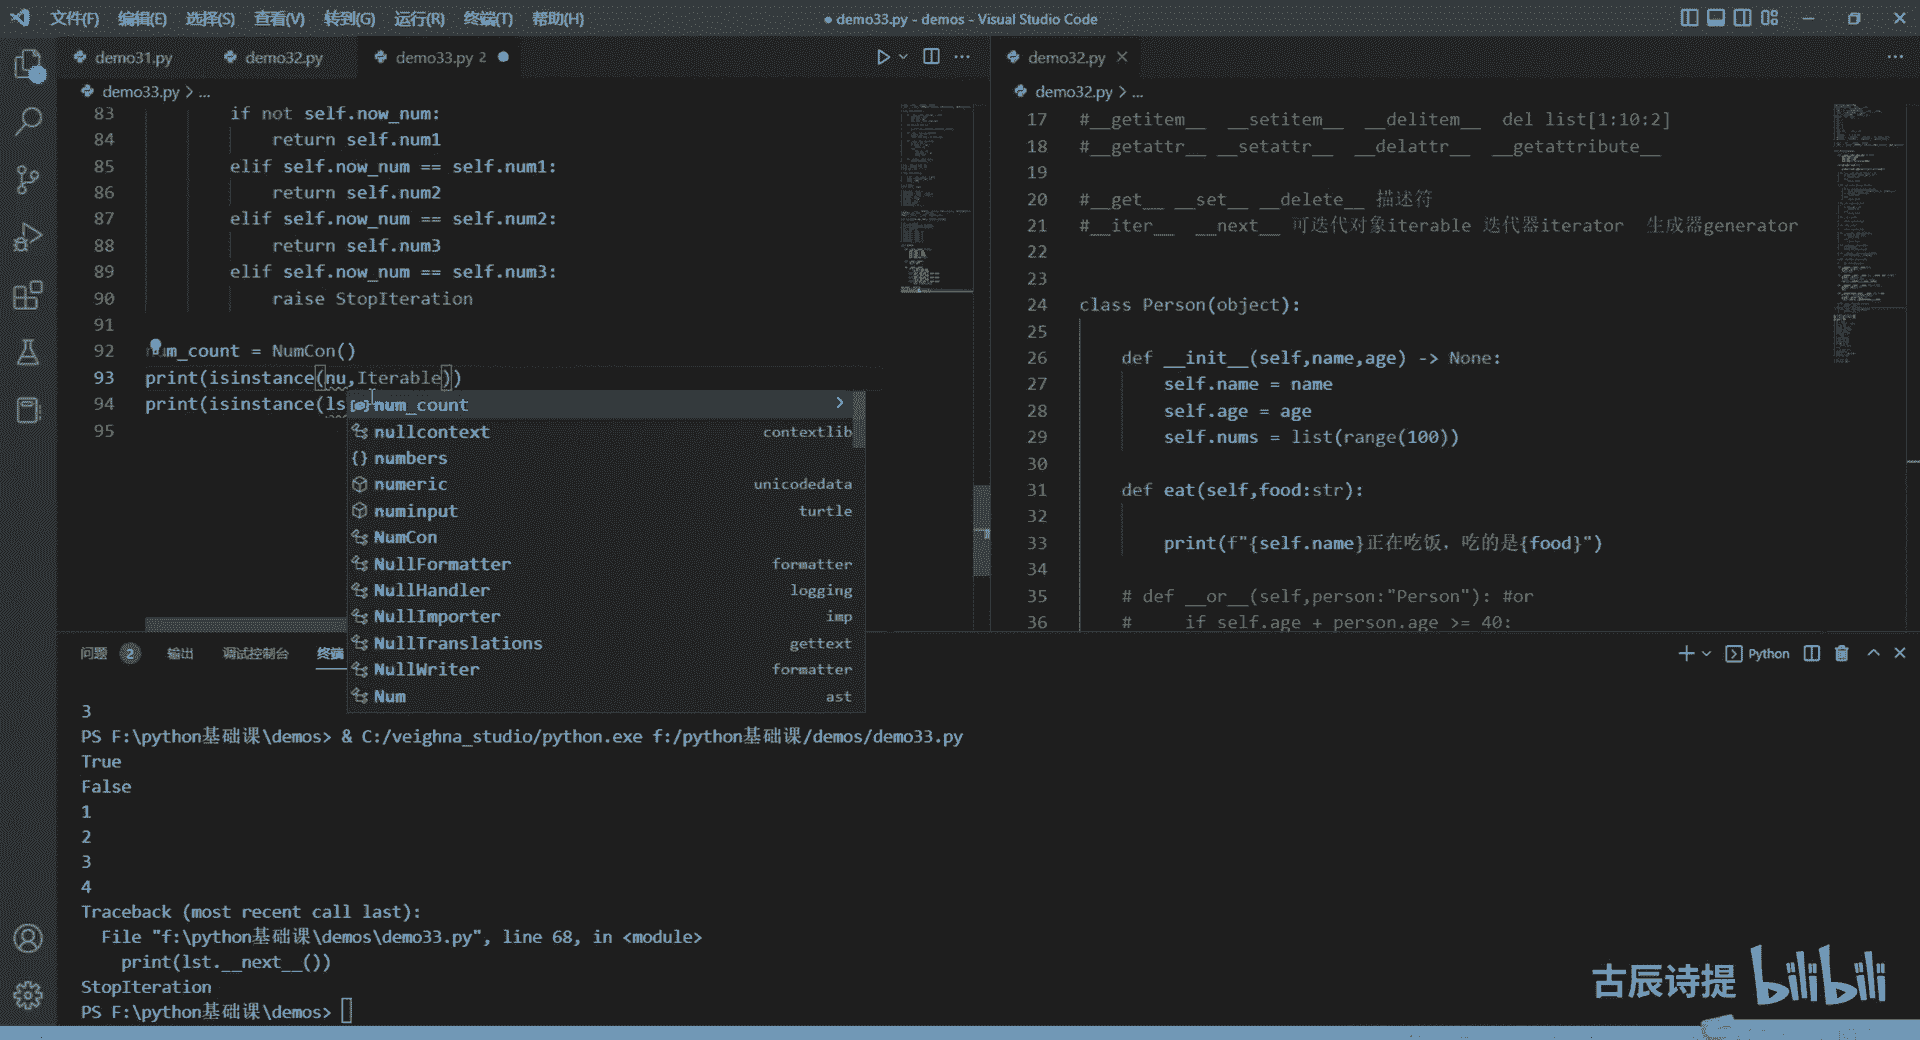 文件(F) 编辑(E) 选择(S) 查看(V) 转到(G) 运行(R) 终端(T) 帮助(H)
● demo33.py - demos - Visual Studio Code
demo31.py demo32.py demo33.py 2
demo33.py > ...
83 if not self.now_num:
84 return self.num1
85 elif self.now_num == self.num1:
86 return self.num2
87 elif self.now_num == self.num2:
88 return self.num3
89 elif self.now_num == self.num3:
90 raise StopIteration
91
92 num_count = NumCon()
93 print(isinstance(nu,Iterable))
94 print(isinstance(ls
95
num_count
nullcontext contextlib
numbers
numeric unicodedata
numinput turtle
NumCon
NullFormatter formatter
NullHandler logging
NullImporter imp
NullTranslations gettext
NullWriter formatter
Num ast
demo32.py
demo32.py > ...
17 #__getitem__ __setitem__ __delitem__ del list[1:10:2]
18 #__getattr__ __setattr__ __delattr__ __getattribute__
19
20 #__get__ __set__ __delete__ 描述符
21 #__iter__ __next__ 可迭代对象iterable 迭代器iterator 生成器generator
22
23
24 class Person(object):
25
26 def __init__(self,name,age) -> None:
27 self.name = name
28 self.age = age
29 self.nums = list(range(100))
30
31 def eat(self,food:str):
32
33 print(f"{self.name}正在吃饭，吃的是{food}")
34
35 # def __or__(self,person:"Person"): #or
36 # if self.age + person.age >= 40:
问题 2 输出 调试控制台 终端
Python
3
PS F:\python基础课\demos> & C:/veighna_studio/python.exe f:/python基础课/demos/demo33.py
True
False
1
2
3
4
Traceback (most recent call last):
File "f:\python基础课\demos\demo33.py", line 68, in <module>
print(lst.__next__())
StopIteration
PS F:\python基础课\demos>
古辰诗提 bilibili